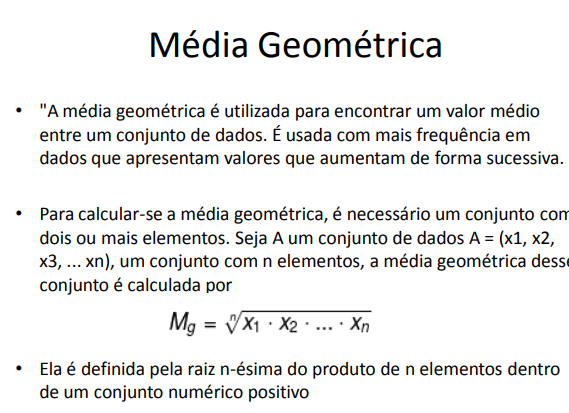 Média Geométrica
• "A média geométrica é utilizada para encontrar um valor médio
entre um conjunto de dados. É usada com mais frequência em
dados que apresentam valores que aumentam de forma sucessiva.
• Para calcular-se a média geométrica, é necessário um conjunto com
dois ou mais elementos. Seja A um conjunto de dados A = (x1, x2,
x3, ... xn), um conjunto com n elementos, a média geométrica desse
conjunto é calculada por
Mg = ⁿ√x₁ · x₂ · ... · xₙ
• Ela é definida pela raiz n-ésima do produto de n elementos dentro
de um conjunto numérico positivo